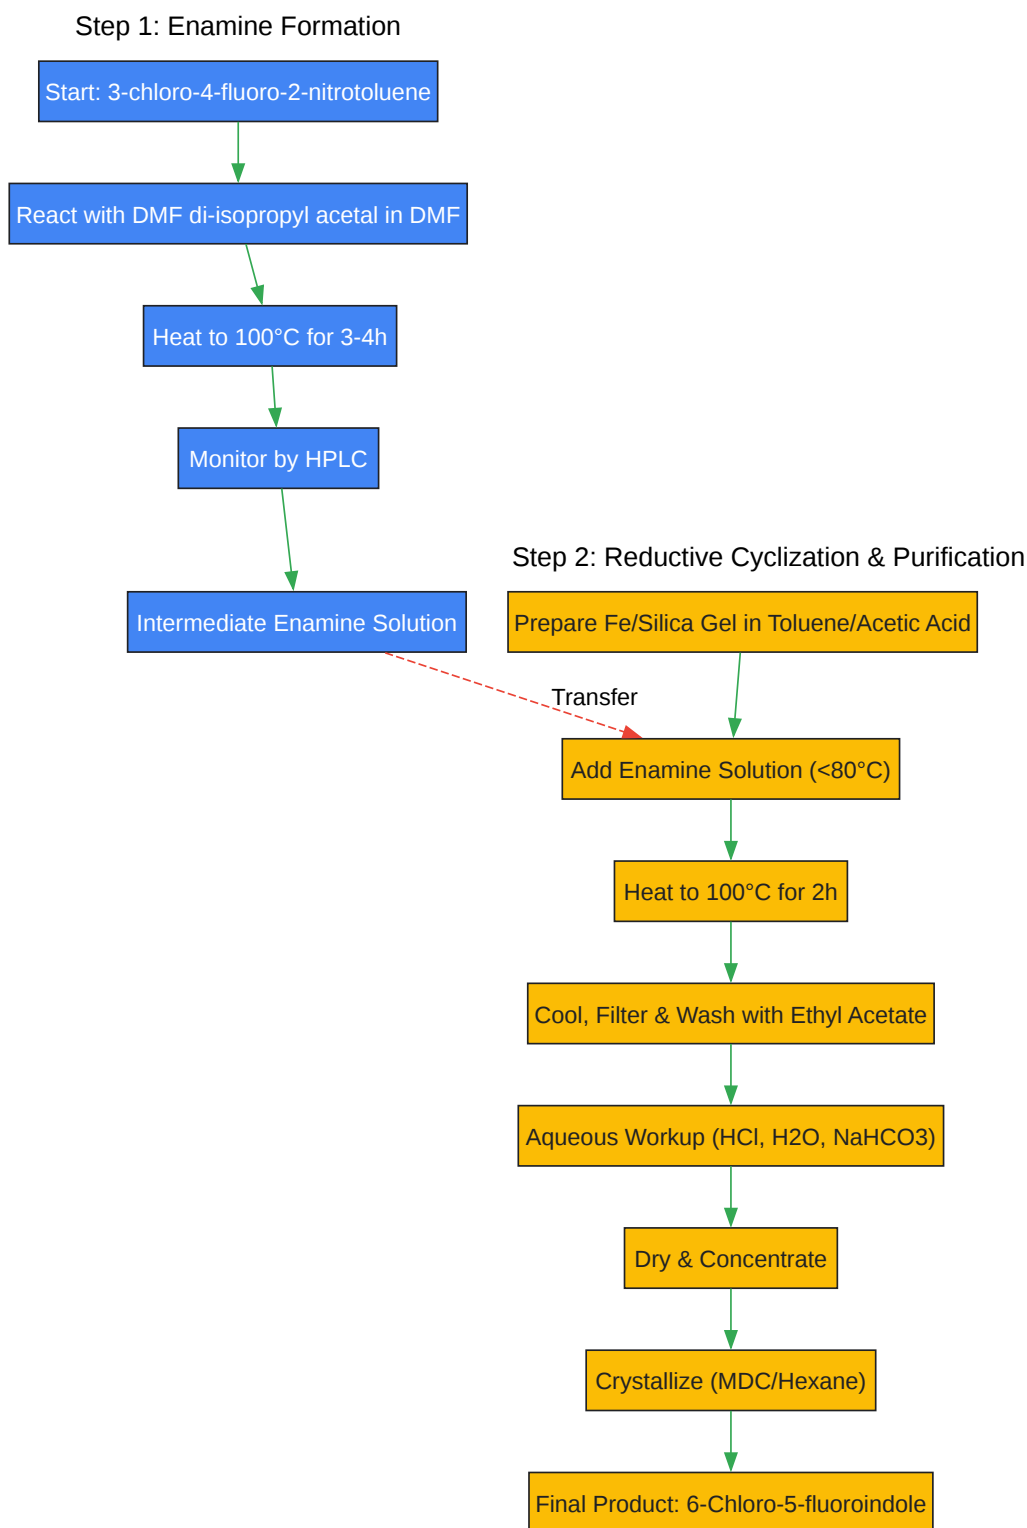 Step 1: Enamine Formation
Start: 3-chloro-4-fluoro-2-nitrotoluene
React with DMF di-isopropyl acetal in DMF
Heat to 100°C for 3-4h
Monitor by HPLC
Intermediate Enamine Solution
Step 2: Reductive Cyclization & Purification
Prepare Fe/Silica Gel in Toluene/Acetic Acid
Transfer
Add Enamine Solution (<80°C)
Heat to 100°C for 2h
Cool, Filter & Wash with Ethyl Acetate
Aqueous Workup (HCl, H2O, NaHCO3)
Dry & Concentrate
Crystallize (MDC/Hexane)
Final Product: 6-Chloro-5-fluoroindole